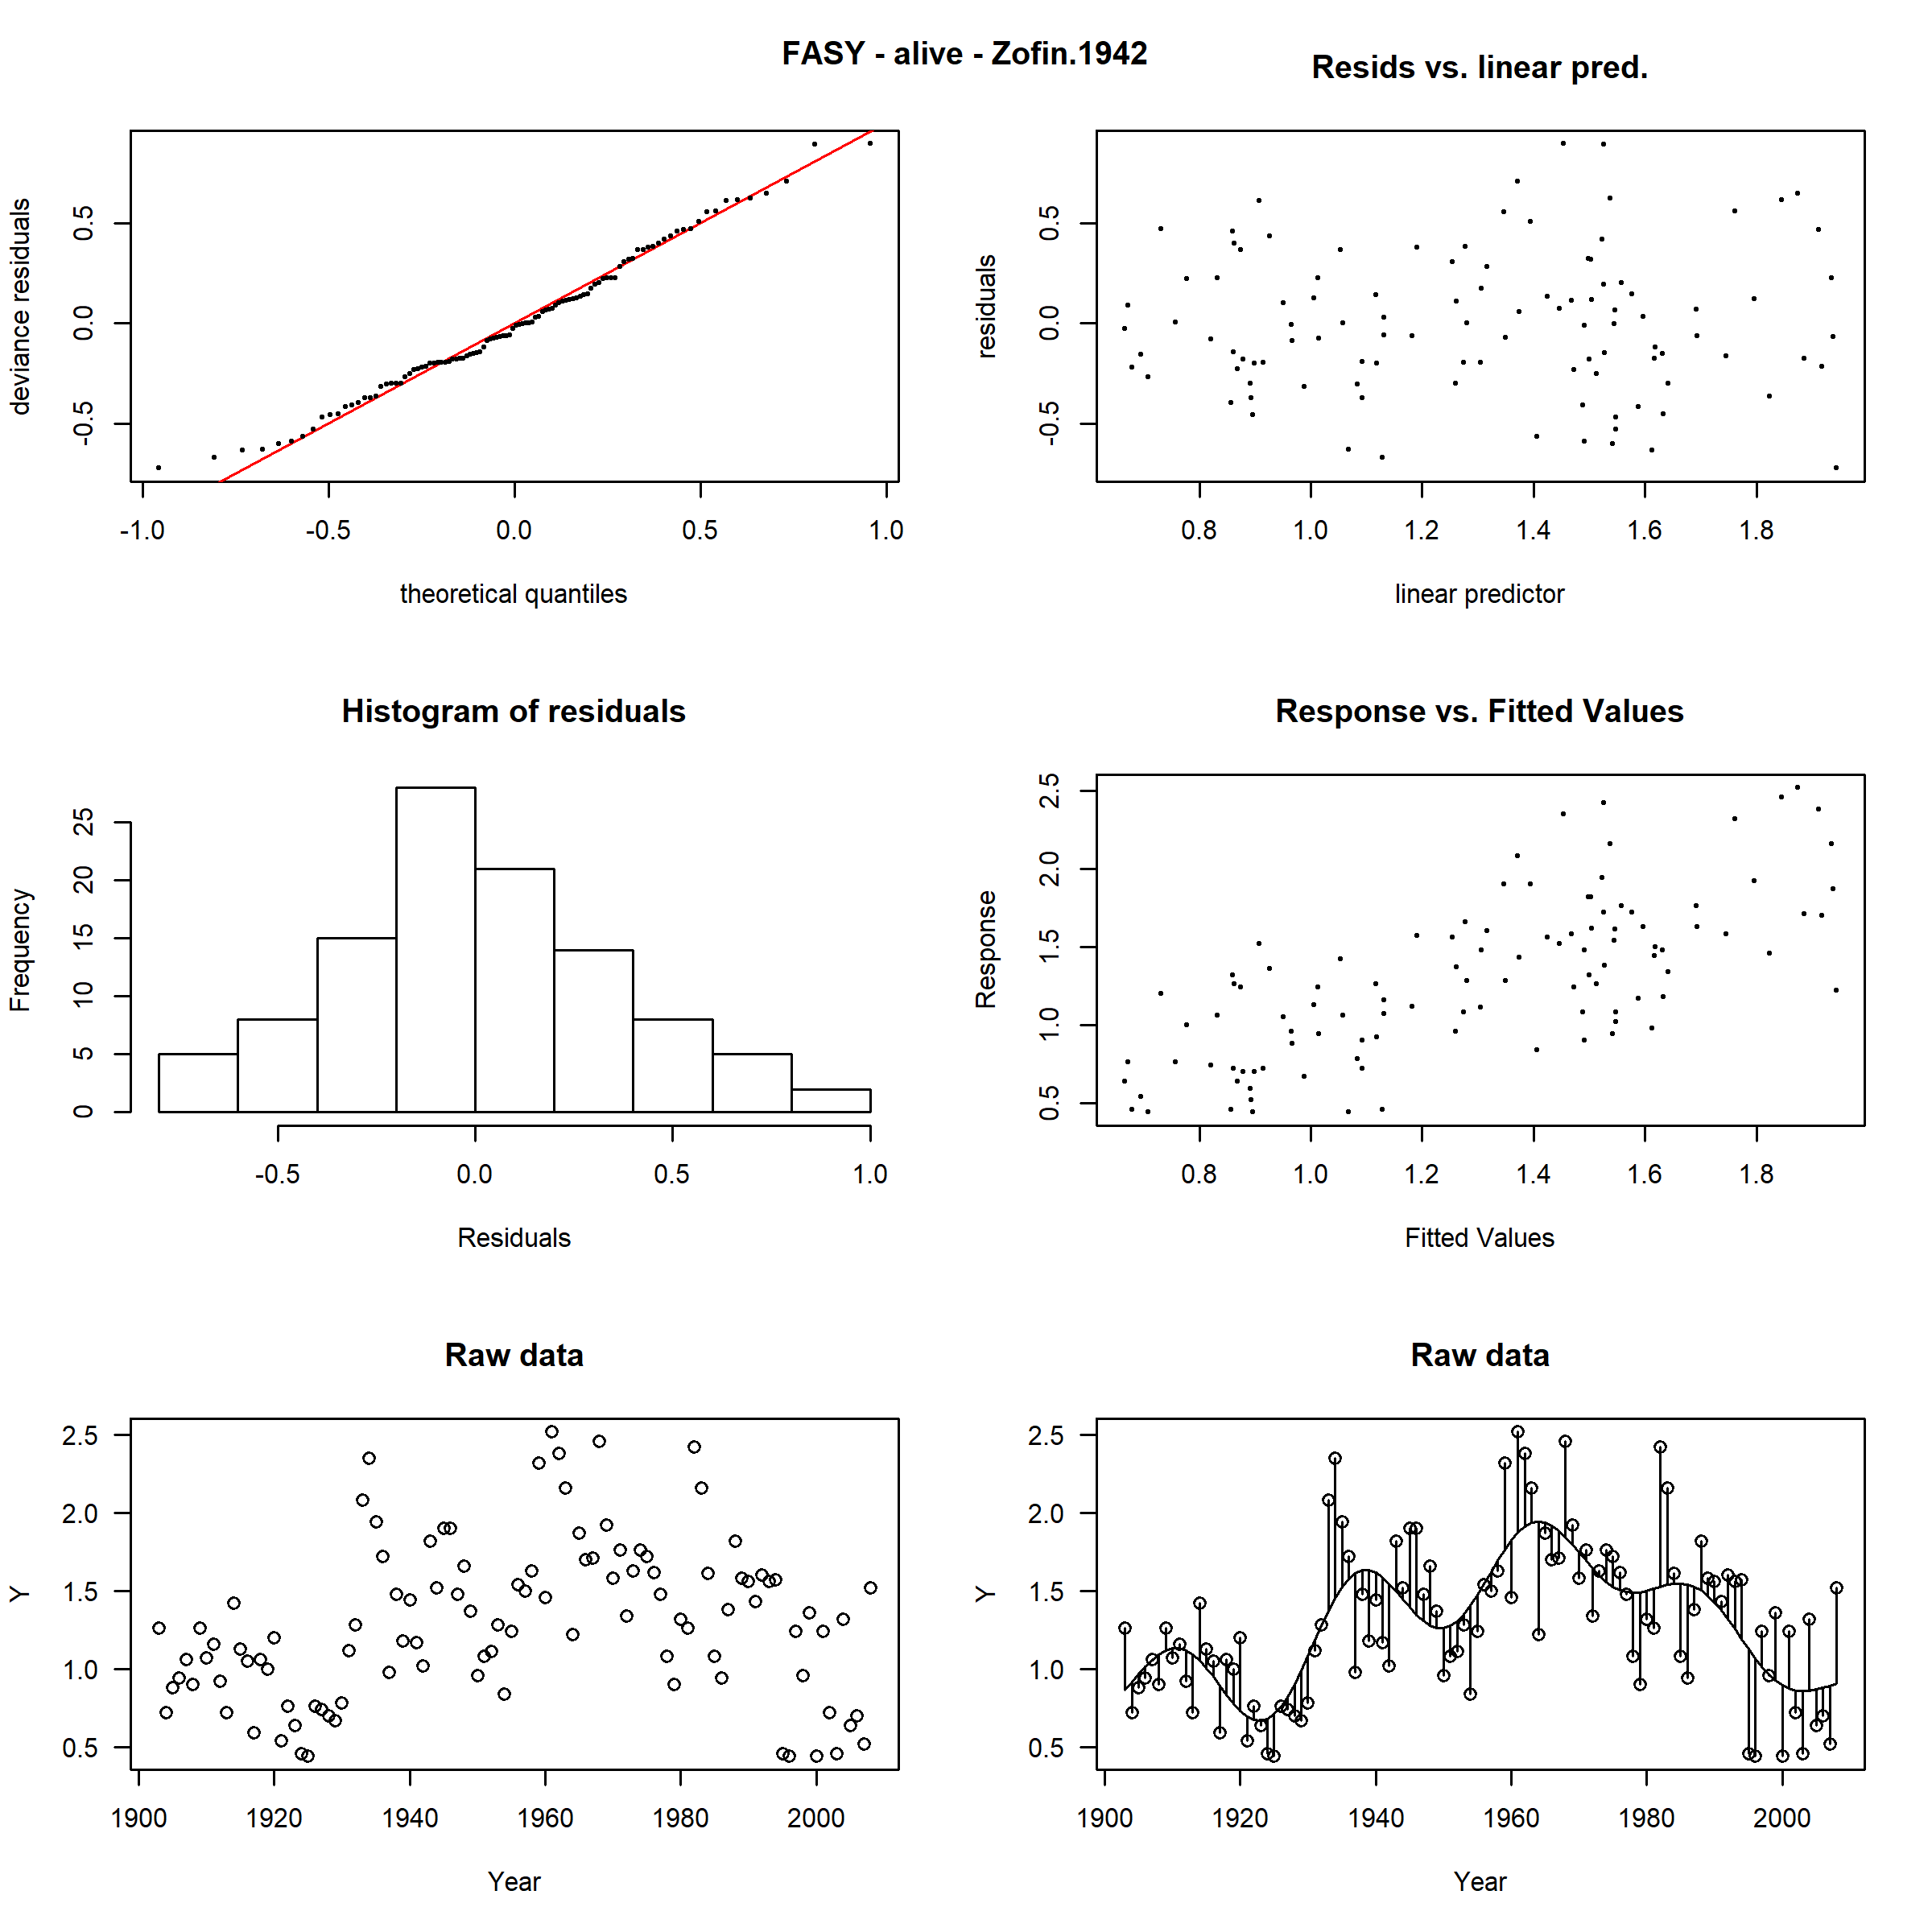 FASY - alive - Zofin.1942
Resids vs. linear pred.
deviance residuals
-0.5 0.0 0.5
-1.0 -0.5 0.0 0.5 1.0
theoretical quantiles
residuals
-0.5 0.0 0.5
0.8 1.0 1.2 1.4 1.6 1.8
linear predictor
Histogram of residuals
Frequency
0 5 10 15 20 25
-0.5 0.0 0.5 1.0
Residuals
Response vs. Fitted Values
Response
0.5 1.0 1.5 2.0 2.5
0.8 1.0 1.2 1.4 1.6 1.8
Fitted Values
Raw data
Y
2.5
2.0
1.5
1.0
0.5
1900 1920 1940 1960 1980 2000
Year
Raw data
Y
2.5
2.0
1.5
1.0
0.5
1900 1920 1940 1960 1980 2000
Year